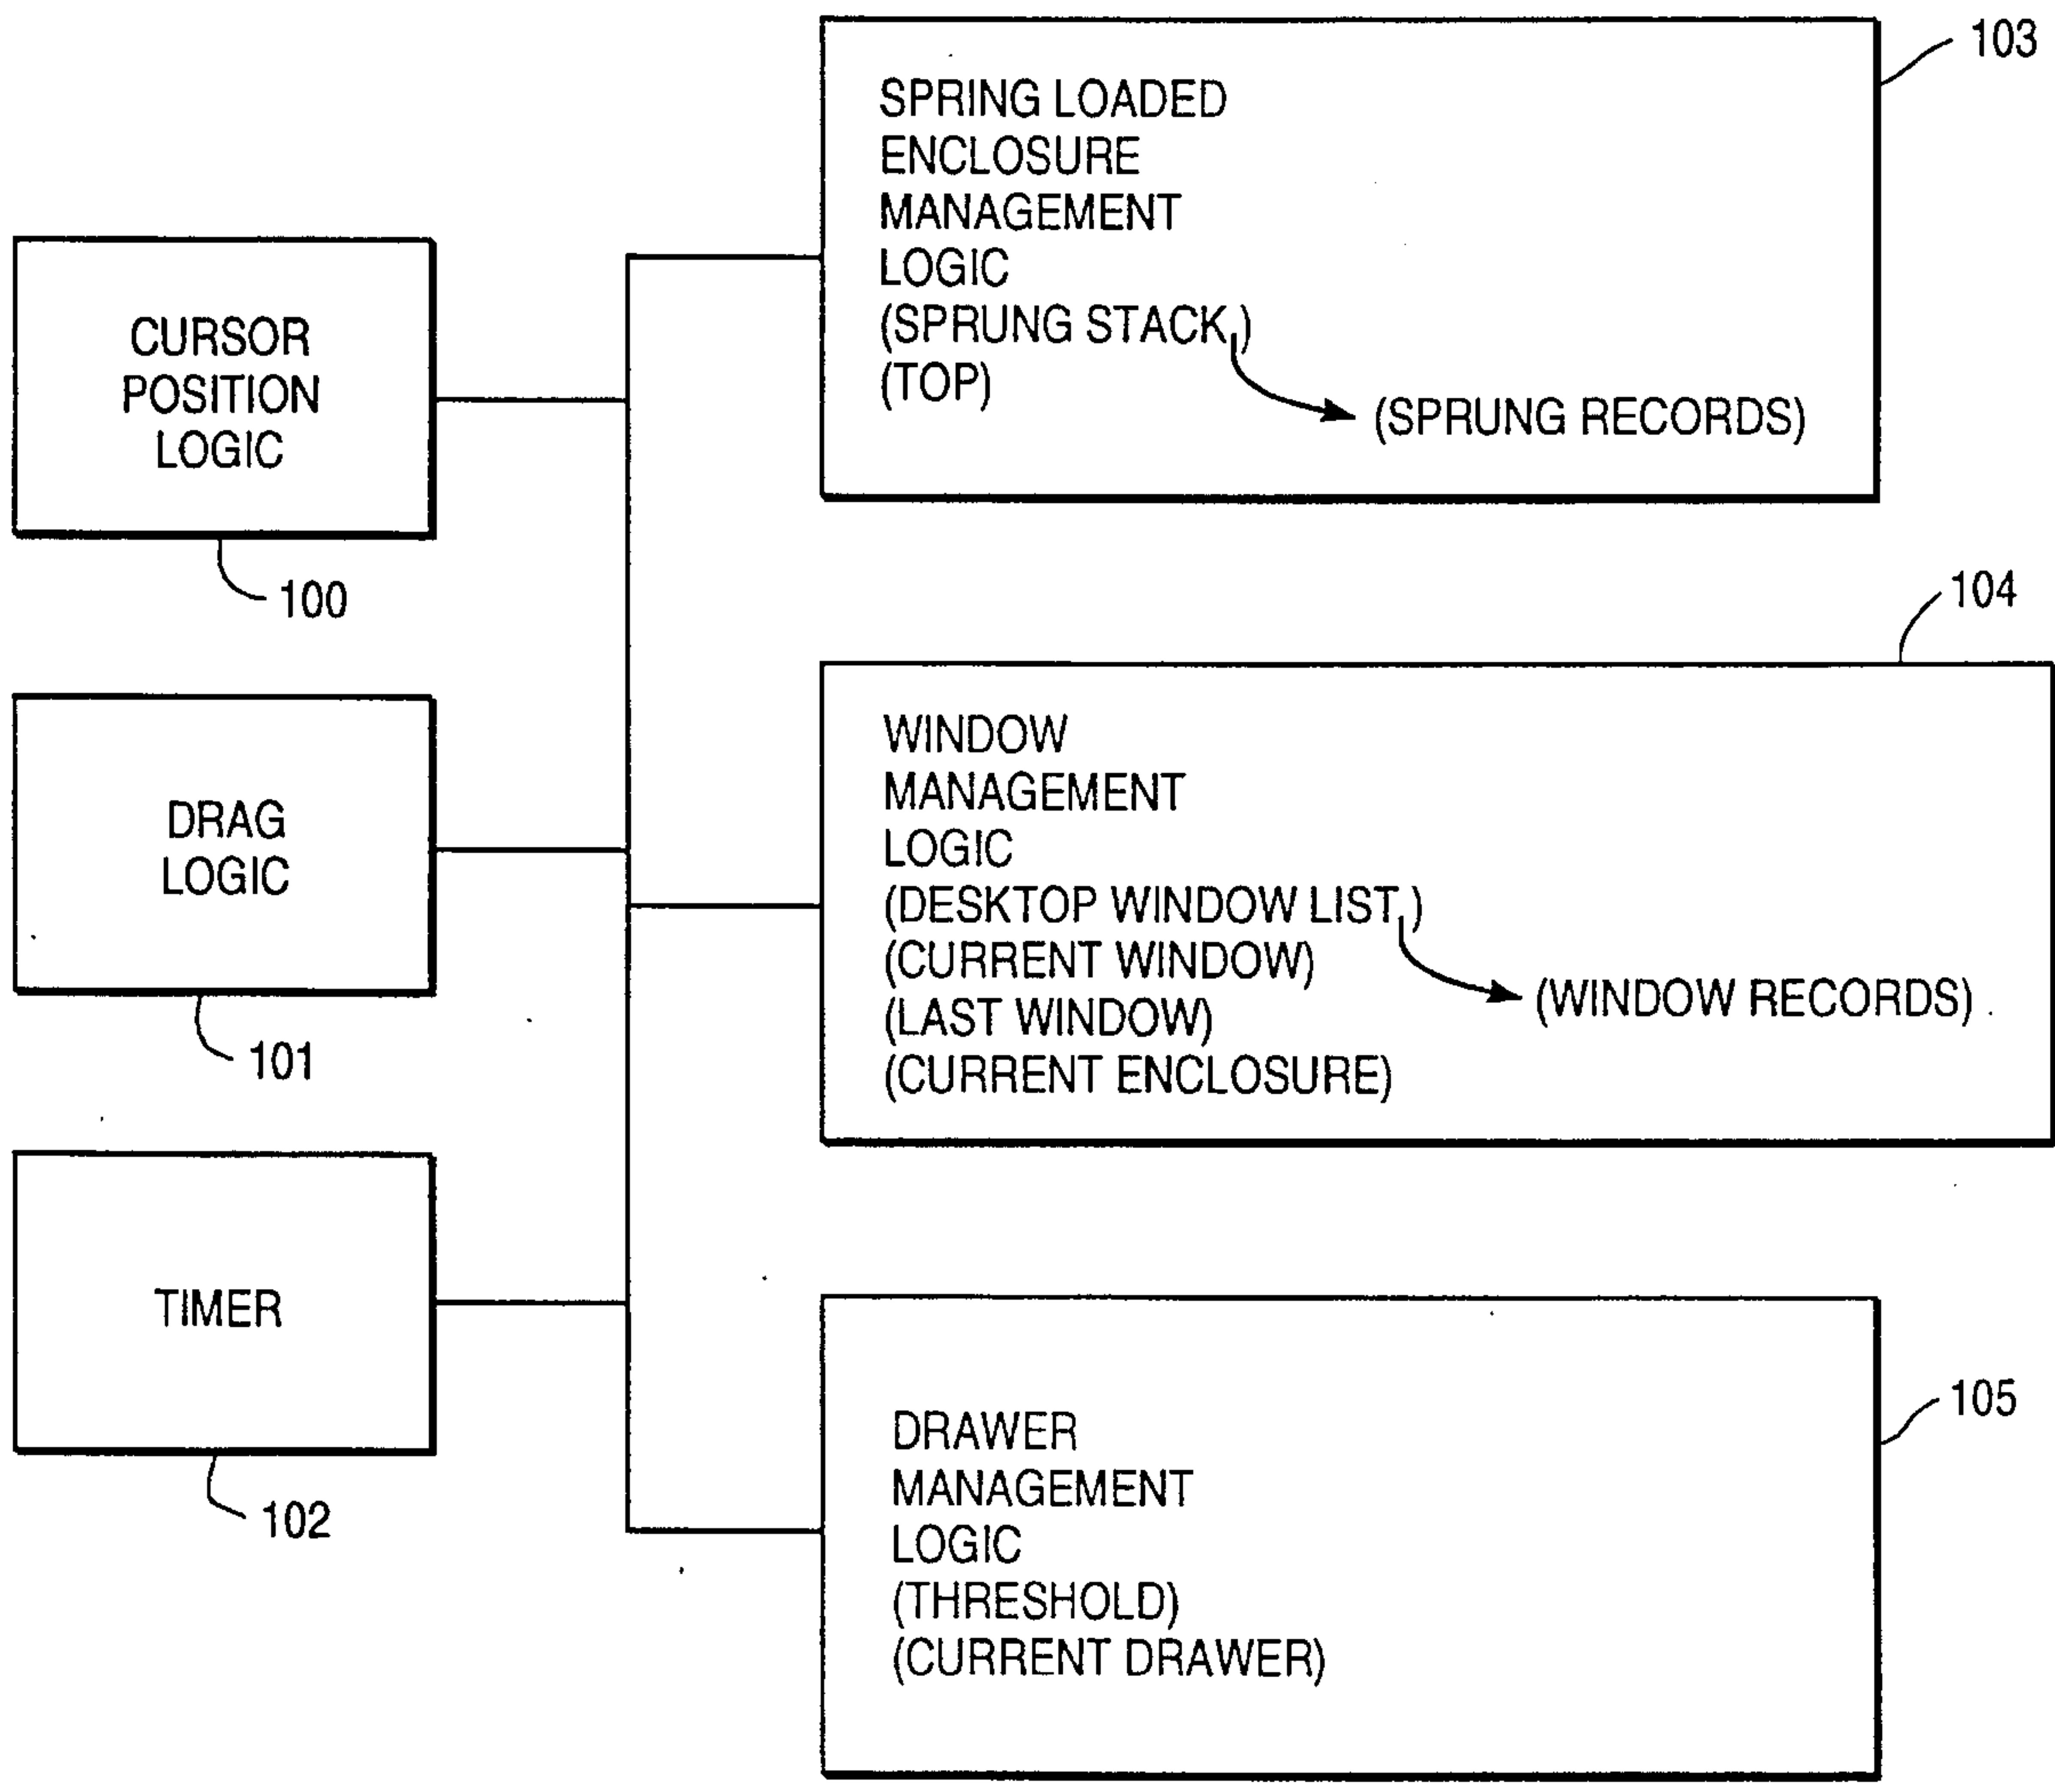 CURSOR
POSITION
LOGIC
100
DRAG
LOGIC
101
TIMER
102
103
SPRING LOADED
ENCLOSURE
MANAGEMENT
LOGIC
(SPRUNG STACK )
(TOP)
(SPRUNG RECORDS)
104
WINDOW
MANAGEMENT
LOGIC
(DESKTOP WINDOW LIST )
(CURRENT WINDOW)
(LAST WINDOW)
(CURRENT ENCLOSURE)
(WINDOW RECORDS)
105
DRAWER
MANAGEMENT
LOGIC
(THRESHOLD)
(CURRENT DRAWER)